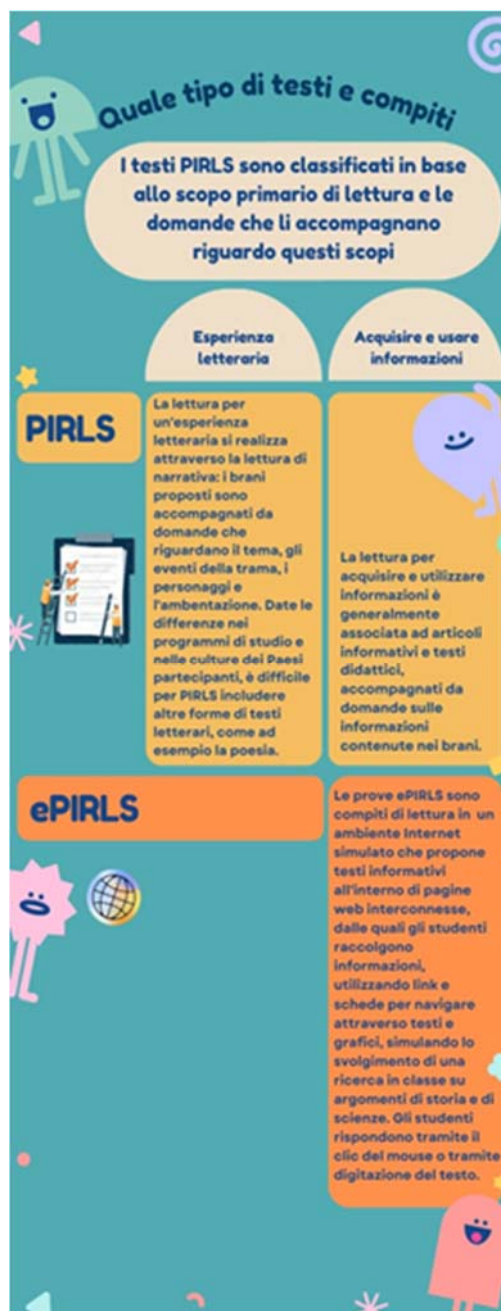 Quale tipo di testi e compiti
I testi PIRLS sono classificati in base
allo scopo primario di lettura e le
domande che li accompagnano
riguardo questi scopi
Esperienza
letteraria
Acquisire e usare
informazioni
PIRLS
La lettura per
un'esperienza
letteraria si realizza
attraverso la lettura di
narrativa: i brani
proposti sono
accompagnati da
domande che
riguardano il tema, gli
eventi della trama, i
personaggi e
l'ambentazione. Date le
differenze nei
programmi di studio e
nelle culture dei Paesi
partecipanti, è difficile
per PIRLS includere
altre forme di testi
letterari, come ad
esempio la poesia.
La lettura per
acquisire e utilizzare
informazioni è
generalmente
associata ad articoli
informativi e testi
didattici,
accompagnati da
domande sulle
informazioni
contenute nei brani.
ePIRLS
Le prove ePIRLS sono
compiti di lettura in un
ambiente Internet
simulato che propone
testi informativi
all'interno di pagine
web interconnesse,
dalle quali gli studenti
raccolgono
informazioni,
utilizzando link e
schede per navigare
attraverso testi e
grafici, simulando lo
svolgimento di una
ricerca in classe su
argomenti di storia e di
scienze. Gli studenti
rispondono tramite il
clic del mouse o tramite
digitazione del testo.